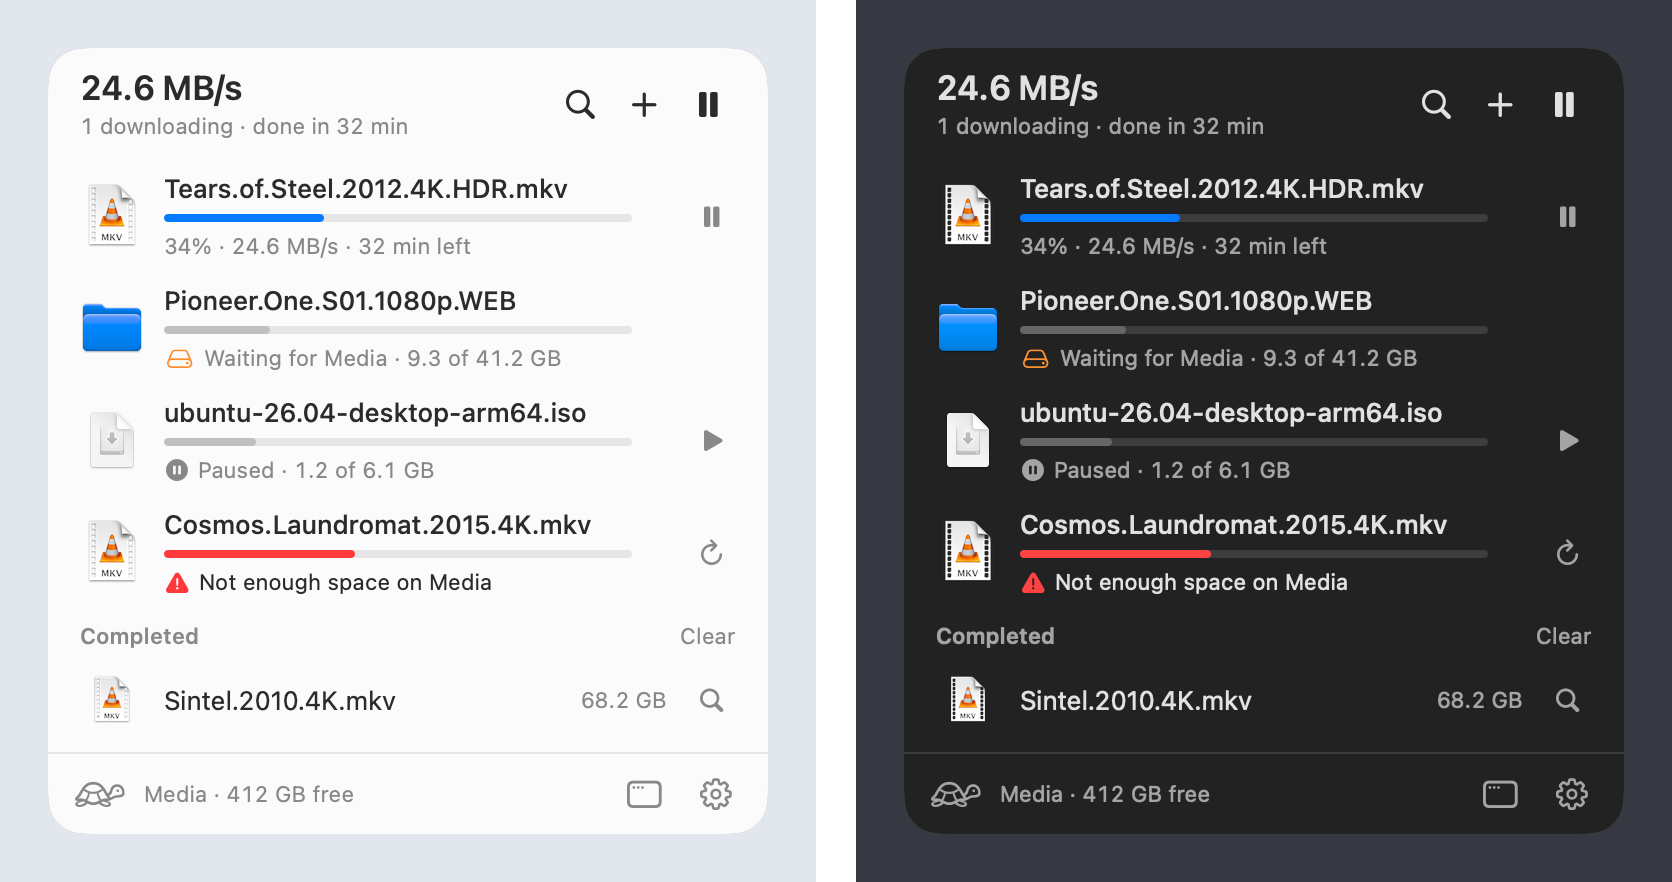 24.6 MB/s
1 downloading · done in 32 min
Tears.of.Steel.2012.4K.HDR.mkv
MKV
34% · 24.6 MB/s · 32 min left
Pioneer.One.S01.1080p.WEB
Waiting for Media · 9.3 of 41.2 GB
ubuntu-26.04-desktop-arm64.iso
Paused · 1.2 of 6.1 GB
Cosmos.Laundromat.2015.4K.mkv
MKV
Not enough space on Media
Completed Clear
Sintel.2010.4K.mkv 68.2 GB
MKV
Media · 412 GB free
24.6 MB/s
1 downloading · done in 32 min
Tears.of.Steel.2012.4K.HDR.mkv
MKV
34% · 24.6 MB/s · 32 min left
Pioneer.One.S01.1080p.WEB
Waiting for Media · 9.3 of 41.2 GB
ubuntu-26.04-desktop-arm64.iso
Paused · 1.2 of 6.1 GB
Cosmos.Laundromat.2015.4K.mkv
MKV
Not enough space on Media
Completed Clear
Sintel.2010.4K.mkv 68.2 GB
MKV
Media · 412 GB free